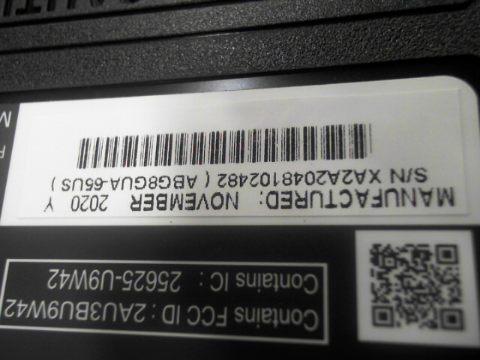 Contains FCC ID : 2AU3BU9W42
Contains IC : 25625-U9W42
MANUFACTURED: NOVEMBER 2020 Y
S/N XA2A2048102482 ( ABG8GUA-65US )